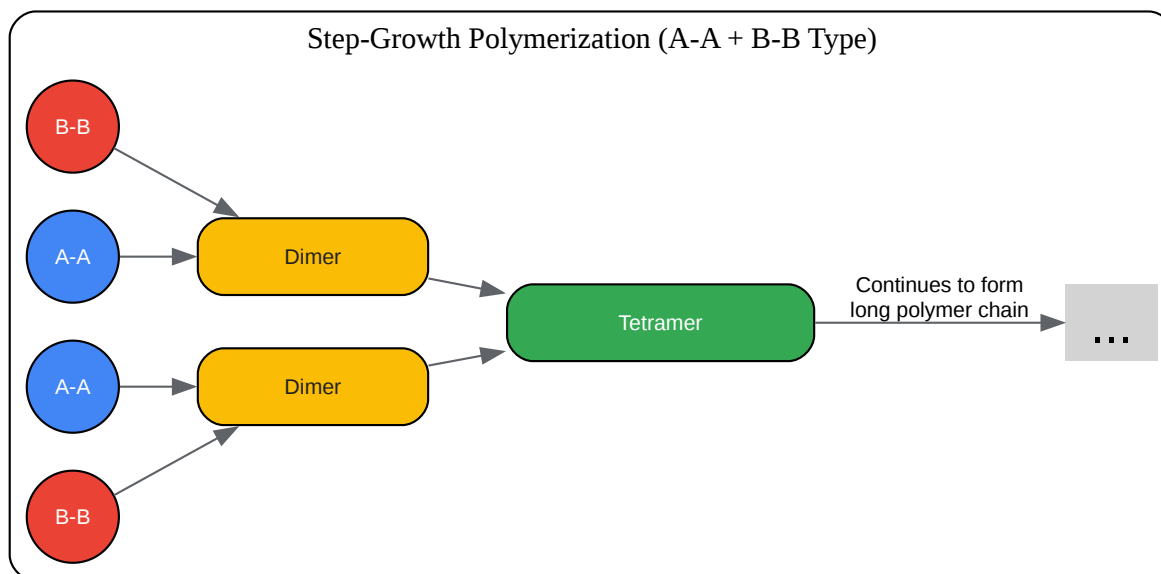 Step-Growth Polymerization (A-A + B-B Type)
B-B
A-A
Dimer
A-A
Dimer
B-B
Tetramer
Continues to form
long polymer chain
...